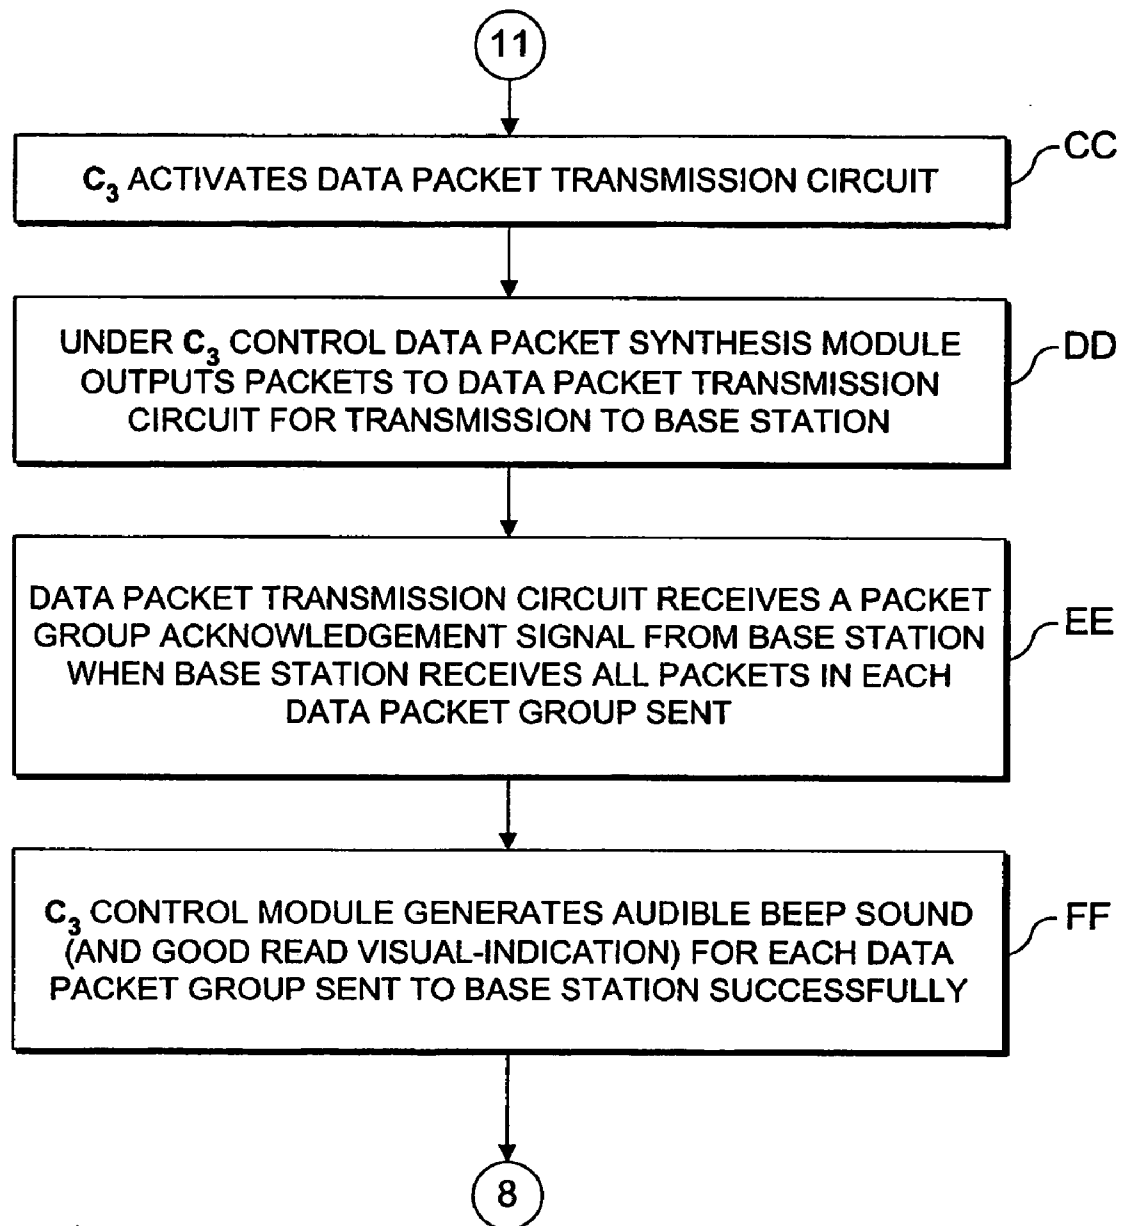 11
C₃ ACTIVATES DATA PACKET TRANSMISSION CIRCUIT
CC
UNDER C₃ CONTROL DATA PACKET SYNTHESIS MODULE
OUTPUTS PACKETS TO DATA PACKET TRANSMISSION
CIRCUIT FOR TRANSMISSION TO BASE STATION
DD
DATA PACKET TRANSMISSION CIRCUIT RECEIVES A PACKET
GROUP ACKNOWLEDGEMENT SIGNAL FROM BASE STATION
WHEN BASE STATION RECEIVES ALL PACKETS IN EACH
DATA PACKET GROUP SENT
EE
C₃ CONTROL MODULE GENERATES AUDIBLE BEEP SOUND
(AND GOOD READ VISUAL-INDICATION) FOR EACH DATA
PACKET GROUP SENT TO BASE STATION SUCCESSFULLY
FF
8